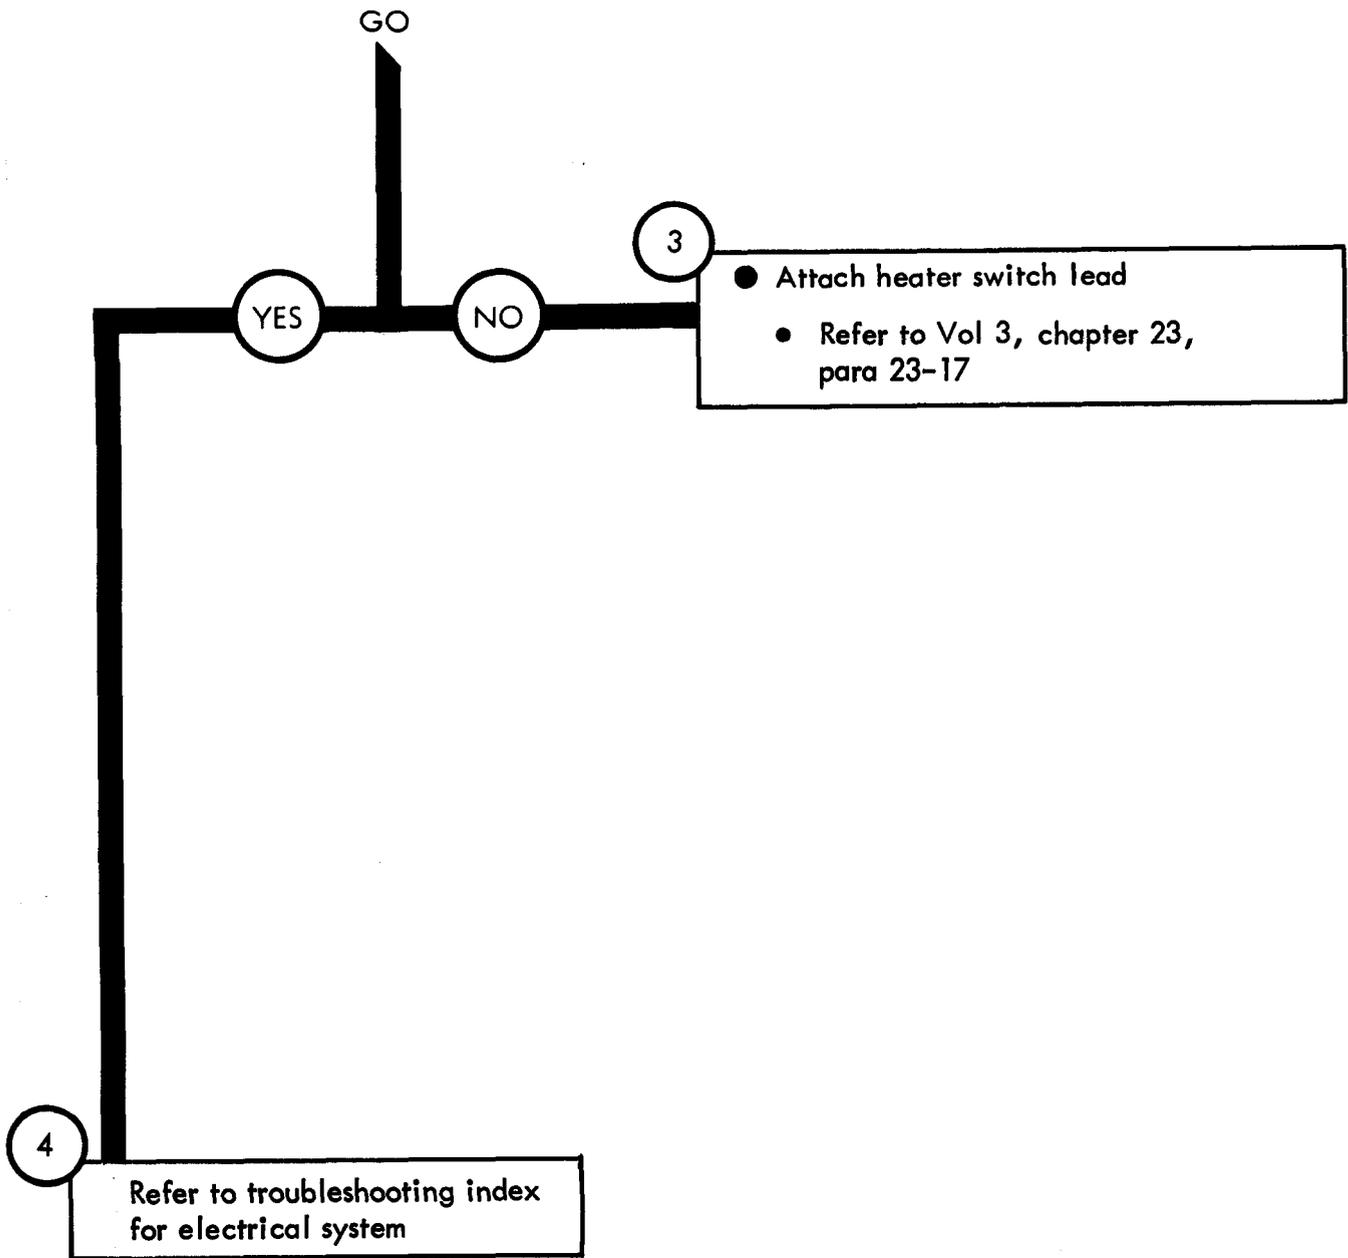 GO
YES
NO
3
● Attach heater switch lead
● Refer to Vol 3, chapter 23,
para 23-17
4
Refer to troubleshooting index
for electrical system